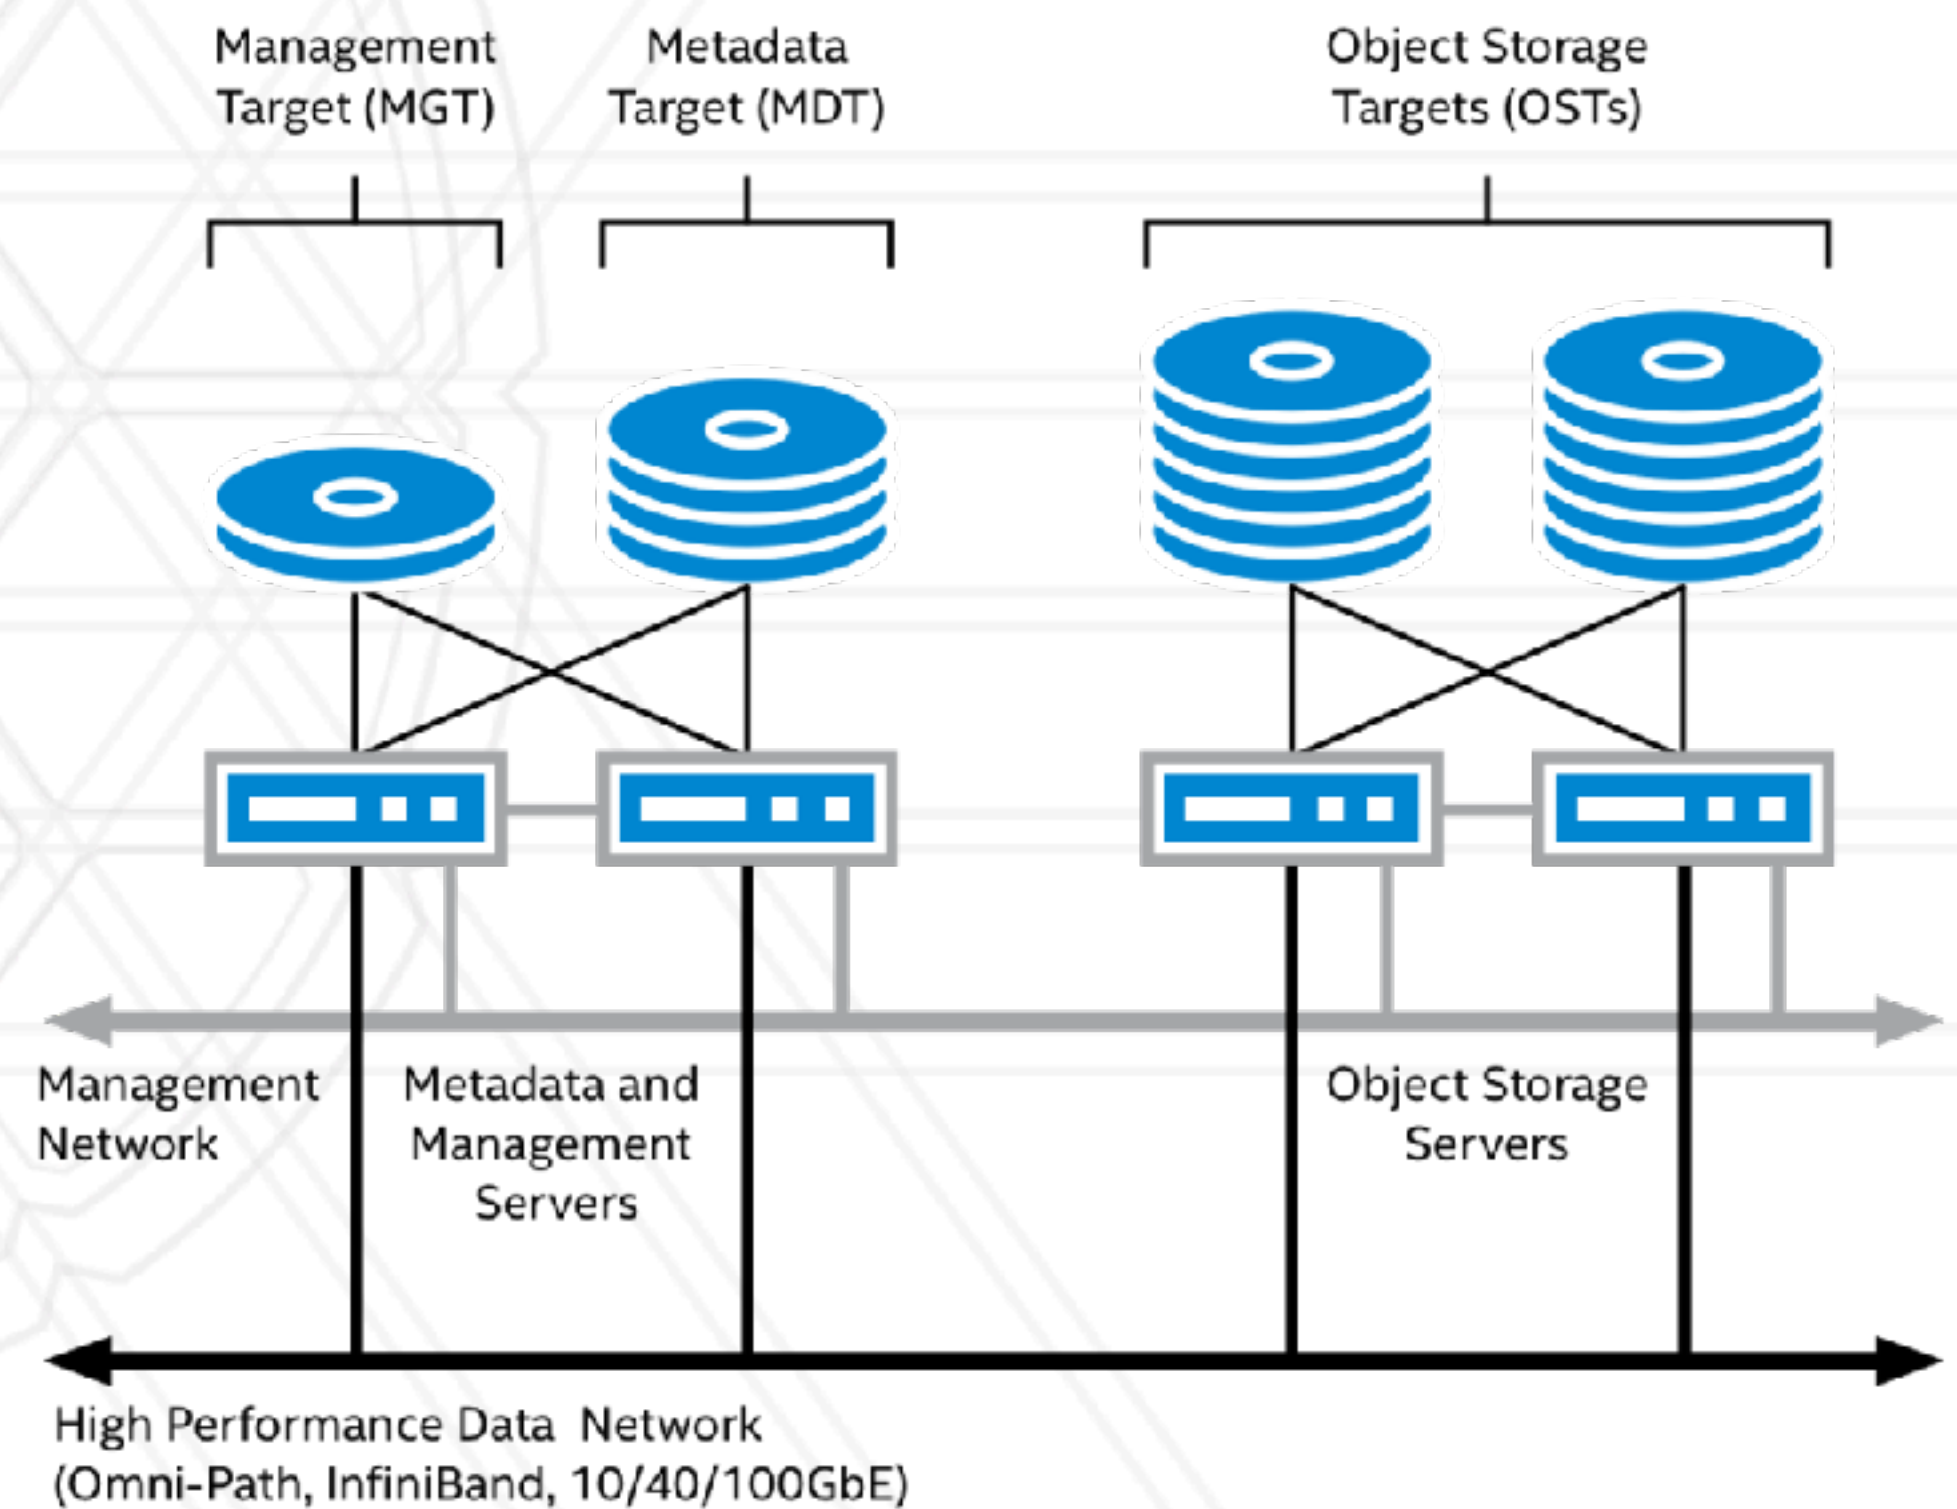 Management
Target (MGT)
Metadata
Target (MDT)
Object Storage
Targets (OSTs)
Management
Network
Metadata and
Management
Servers
Object Storage
Servers
High Performance Data  Network
(Omni-Path, InfiniBand, 10/40/100GbE)